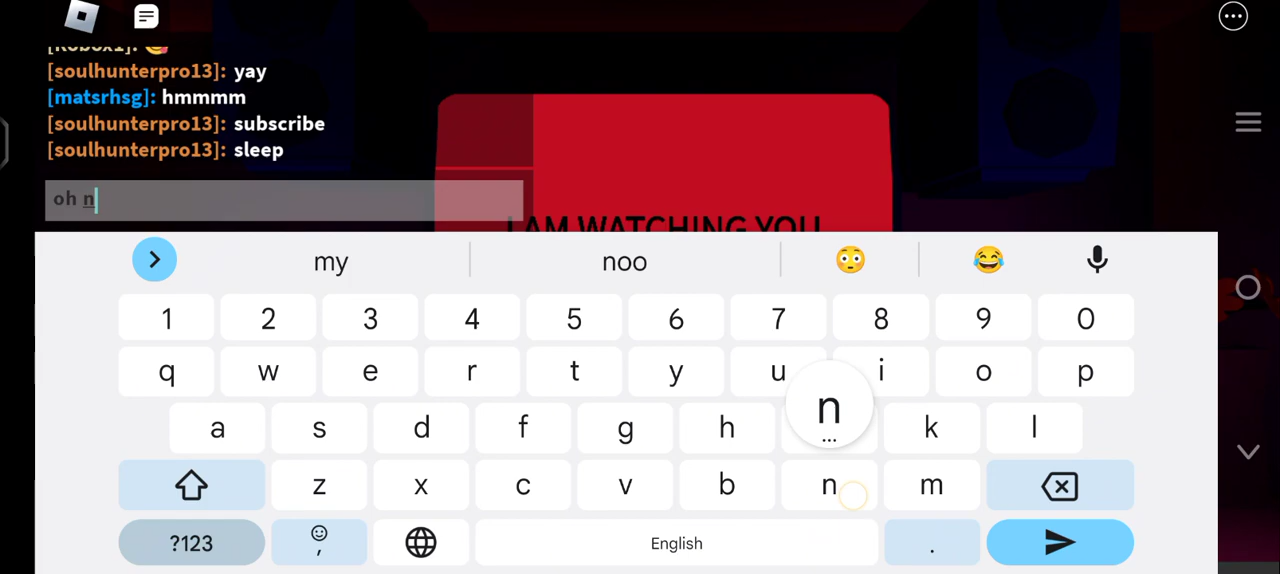 [Robox1]: 🥰
[soulhunterpro13]: yay
[matsrhsg]: hmmmm
[soulhunterpro13]: subscribe
[soulhunterpro13]: sleep
oh n
I AM WATCHING YOU
my noo 😳 😂
1 2 3 4 5 6 7 8 9 0
q w e r t y u i o p
a s d f g h n k l
z x c v b n m
?123 , English .